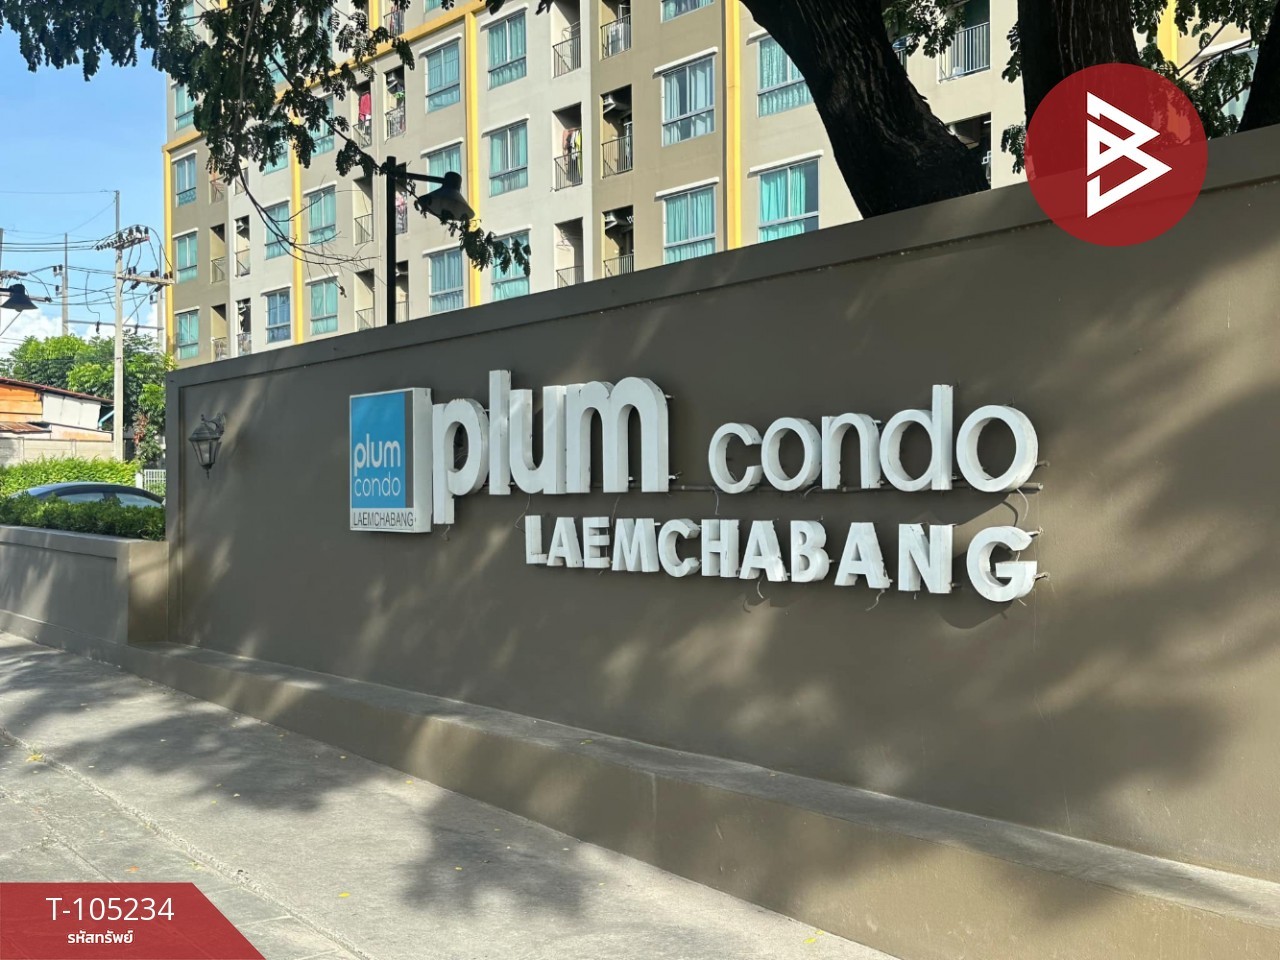 plum
condo
LAEMCHABANG
plum condo
LAEMCHABANG
T-105234
รหัสทรัพย์